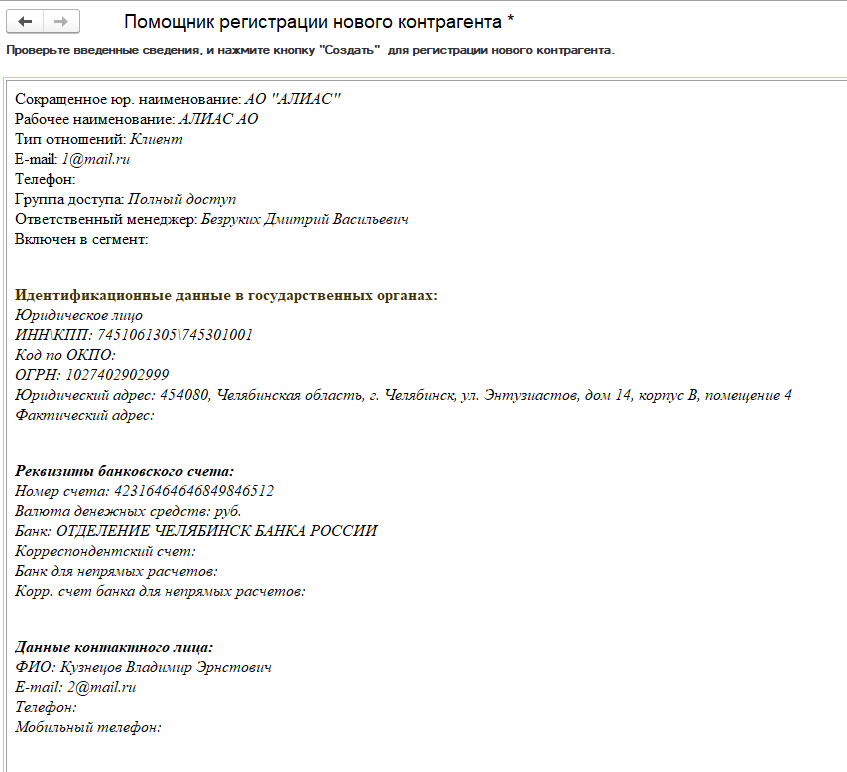 Помощник регистрации нового контрагента *
Проверьте введенные сведения, и нажмите кнопку "Создать" для регистрации нового контрагента.
Сокращенное юр. наименование: АО "АЛИАС"
Рабочее наименование: АЛИАС АО
Тип отношений: Клиент
E-mail: 1@mail.ru
Телефон:
Группа доступа: Полный доступ
Ответственный менеджер: Безруких Дмитрий Васильевич
Включен в сегмент:
Идентификационные данные в государственных органах:
Юридическое лицо
ИНН\КПП: 7451061305\745301001
Код по ОКПО:
ОГРН: 1027402902999
Юридический адрес: 454080, Челябинская область, г. Челябинск, ул. Энтузиастов, дом 14, корпус В, помещение 4
Фактический адрес:
Реквизиты банковского счета:
Номер счета: 42316464646849846512
Валюта денежных средств: руб.
Банк: ОТДЕЛЕНИЕ ЧЕЛЯБИНСК БАНКА РОССИИ
Корреспондентский счет:
Банк для непрямых расчетов:
Корр. счет банка для непрямых расчетов:
Данные контактного лица:
ФИО: Кузнецов Владимир Эрнстович
E-mail: 2@mail.ru
Телефон:
Мобильный телефон: